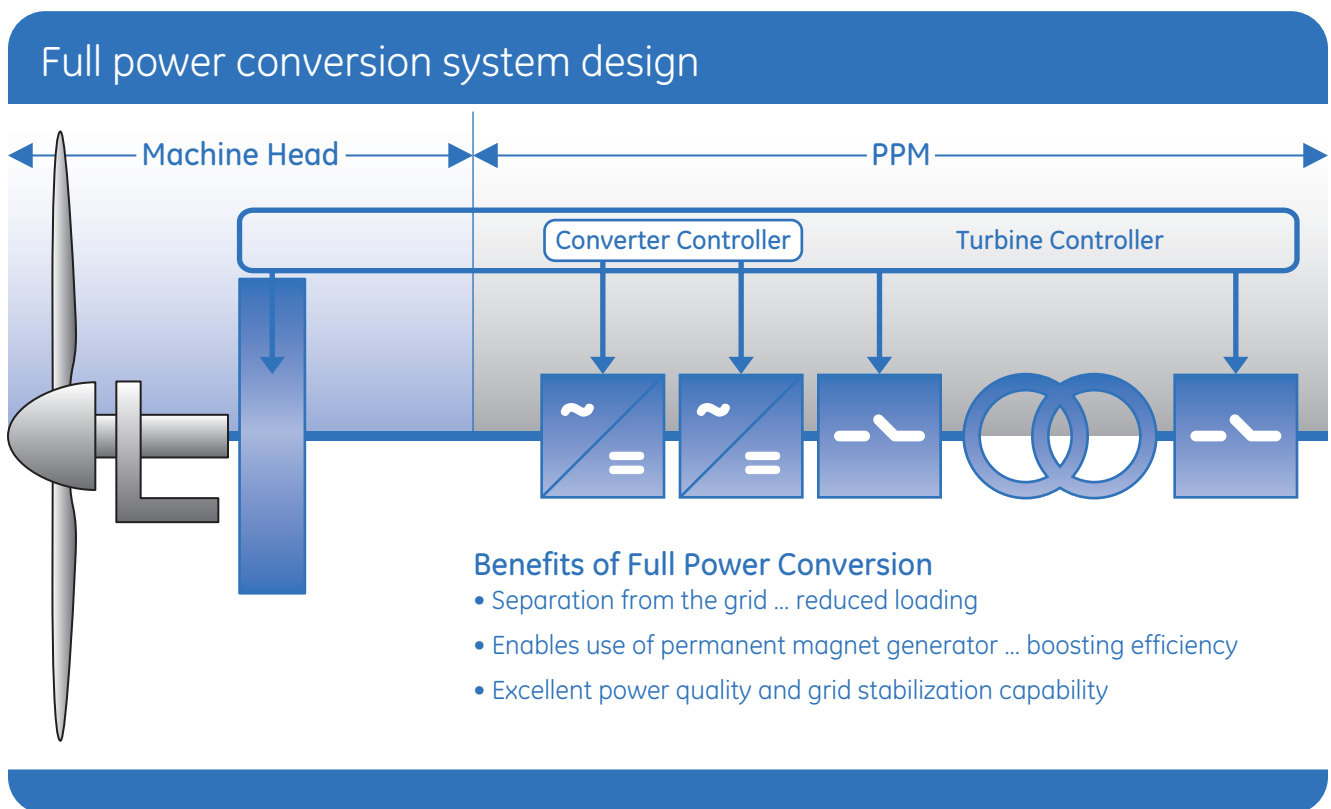 Full power conversion system design
Machine Head
PPM
Converter Controller
Turbine Controller
Benefits of Full Power Conversion
• Separation from the grid ... reduced loading
• Enables use of permanent magnet generator ... boosting efficiency
• Excellent power quality and grid stabilization capability